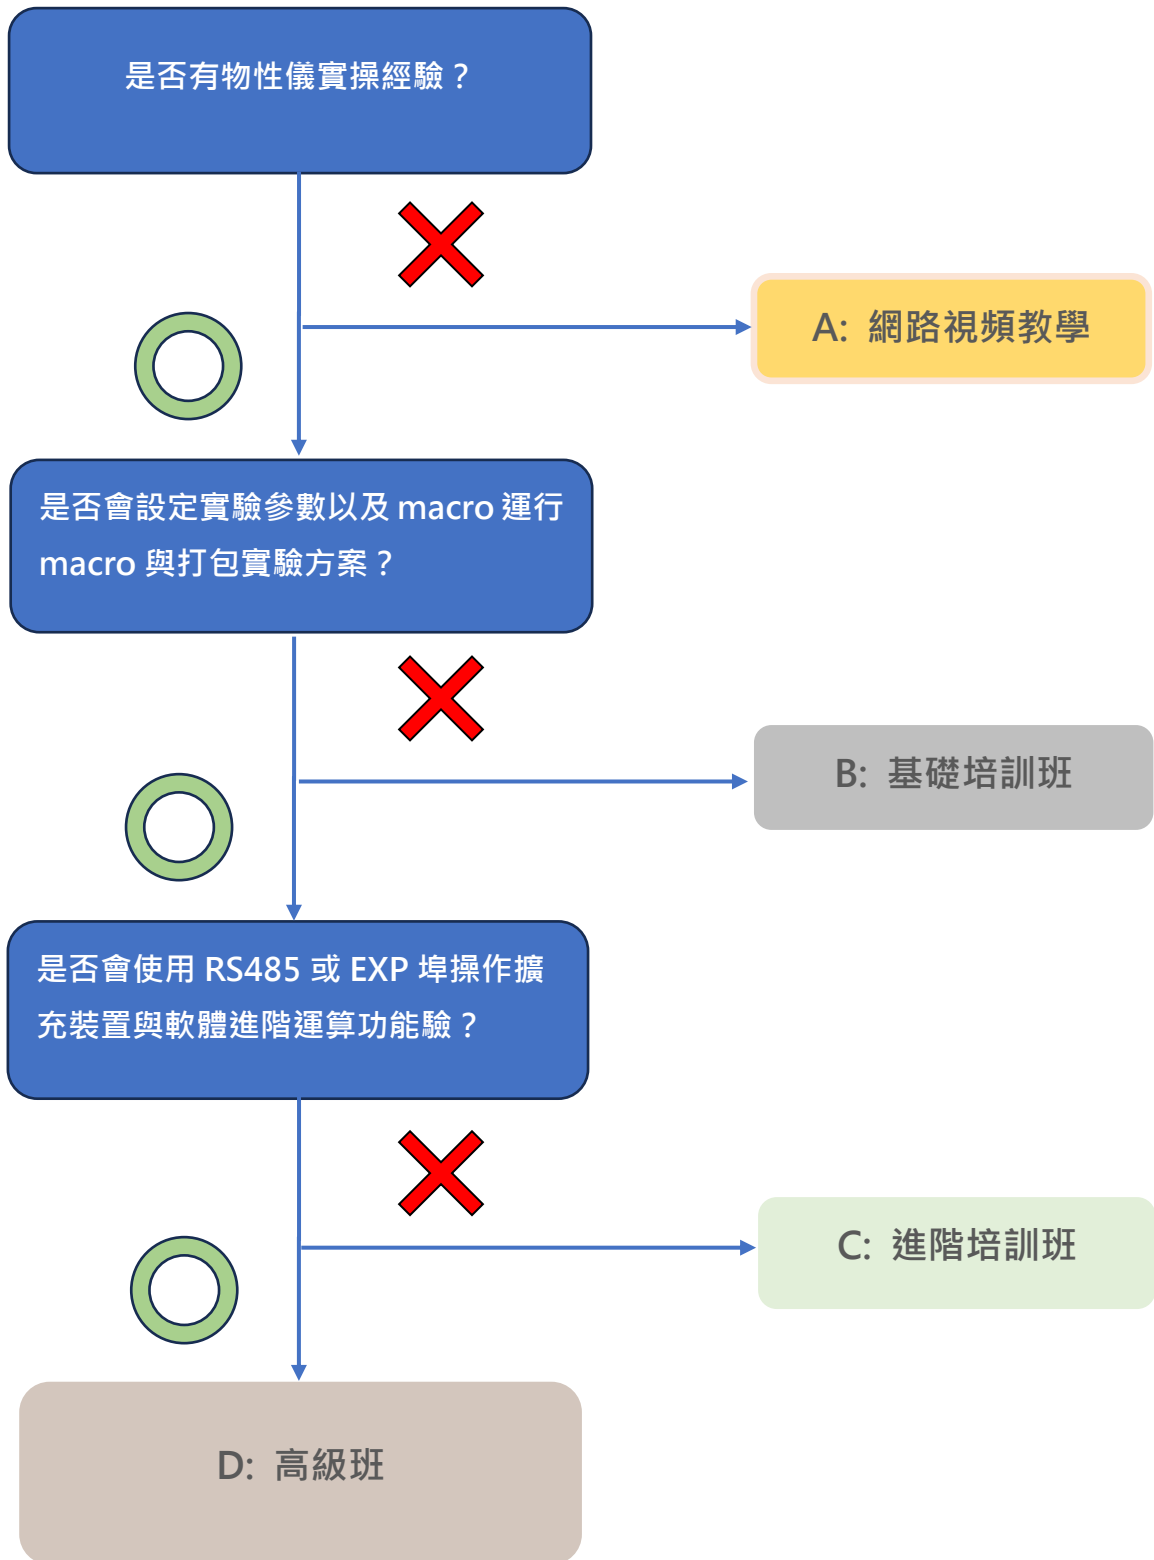 是否有物性儀實操經驗？
A: 網路視頻教學
是否會設定實驗參數以及 macro 運行
macro 與打包實驗方案？
B: 基礎培訓班
是否會使用 RS485 或 EXP 埠操作擴
充裝置與軟體進階運算功能驗？
C: 進階培訓班
D: 高級班